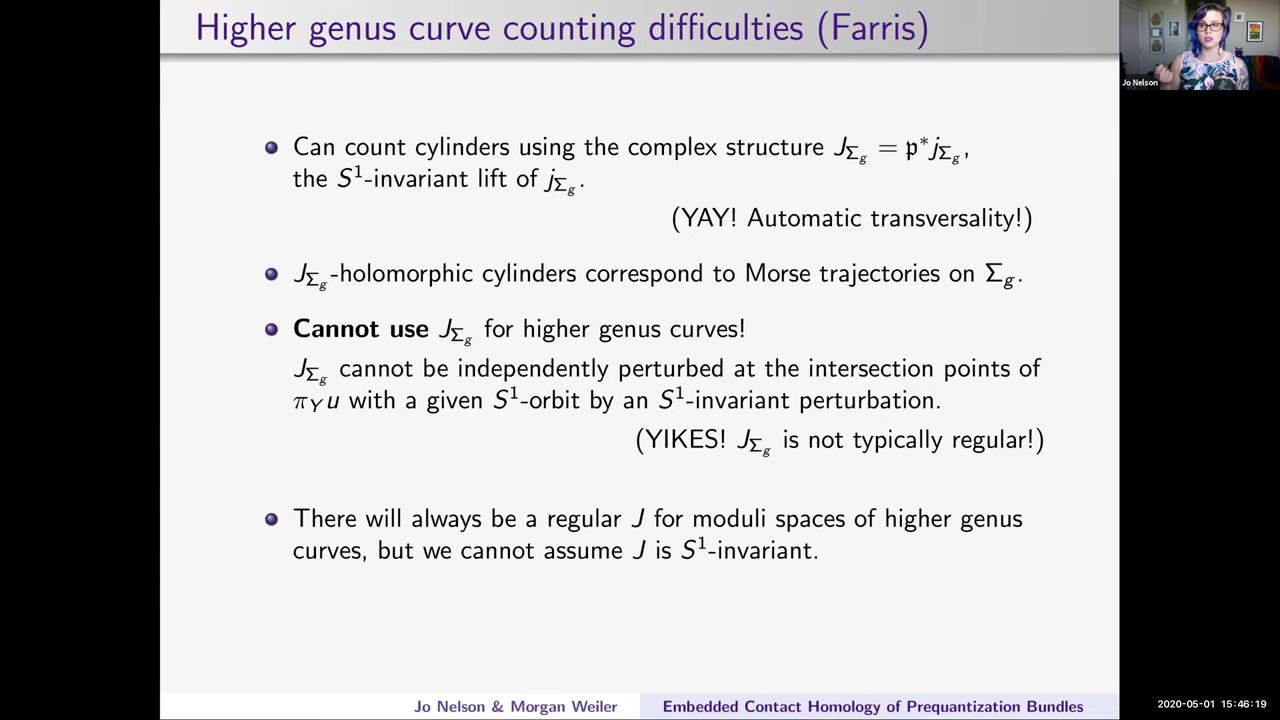 Higher genus curve counting difficulties (Farris)
Jo Nelson
Can count cylinders using the complex structure J_{Σ_g} = 𝔭*j_{Σ_g},
the S¹-invariant lift of j_{Σ_g}.
(YAY! Automatic transversality!)
J_{Σ_g}-holomorphic cylinders correspond to Morse trajectories on Σ_g.
Cannot use J_{Σ_g} for higher genus curves!
J_{Σ_g} cannot be independently perturbed at the intersection points of
π_Y u with a given S¹-orbit by an S¹-invariant perturbation.
(YIKES! J_{Σ_g} is not typically regular!)
There will always be a regular J for moduli spaces of higher genus
curves, but we cannot assume J is S¹-invariant.
Jo Nelson & Morgan Weiler Embedded Contact Homology of Prequantization Bundles
2020-05-01 15:46:19